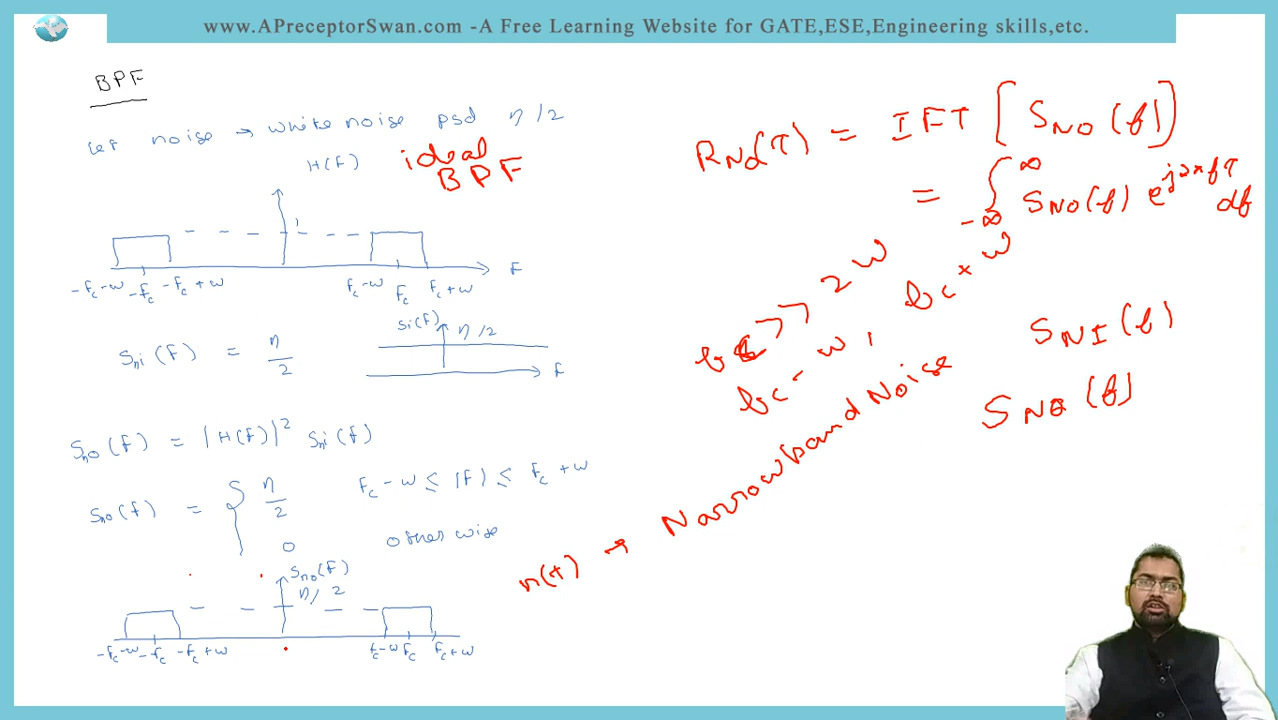 www.APreceptorSwan.com -A Free Learning Website for GATE,ESE,Engineering skills,etc.
BPF
let noise → white noise psd η/2
H(f)
ideal
BPF
1
-fc-w -fc -fc+w fc-w fc fc+w f
Sni(f) = η/2
Si(f) η/2
f
Sno(f) = |H(f)|² Sni(f)
Sno(f) = { η/2 fc-w ≤ |f| ≤ fc+w
0 otherwise
Sno(f)
η/2
-fc-w -fc -fc+w fc-w fc fc+w
RNo(τ) = IFT [SNO(f)]
= ∫ -∞ ∞ SNO(f) e^j2πfτ df
fc >> 2W
fc-w, fc+w
n(t) → Narrowband Noise
SNI(f)
SNO(f)